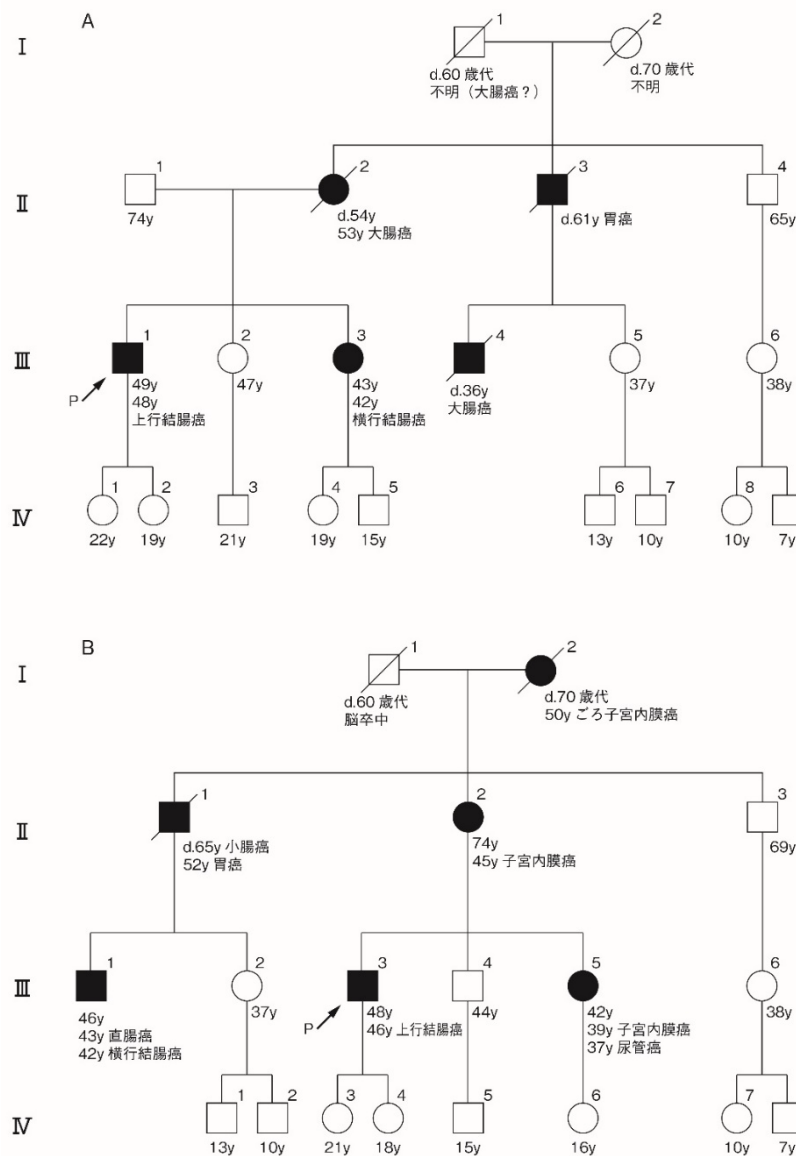 A
I
1
2
d.60 歳代
不明（大腸癌？）
d.70 歳代
不明
II
1
2
3
4
74y
d.54y
53y 大腸癌
d.61y 胃癌
65y
III
1
2
3
4
5
6
P
49y
48y
上行結腸癌
47y
43y
42y
横行結腸癌
d.36y
大腸癌
37y
38y
IV
1
2
3
4
5
6
7
8
22y
19y
21y
19y
15y
13y
10y
10y
7y
B
I
1
2
d.60 歳代
脳卒中
d.70 歳代
50y ごろ子宮内膜癌
II
1
2
3
d.65y 小腸癌
52y 胃癌
74y
45y 子宮内膜癌
69y
III
1
2
3
4
5
6
P
46y
43y 直腸癌
42y 横行結腸癌
37y
48y
46y 上行結腸癌
44y
42y
39y 子宮内膜癌
37y 尿管癌
38y
IV
1
2
3
4
5
6
7
13y
10y
21y
18y
15y
16y
10y
7y